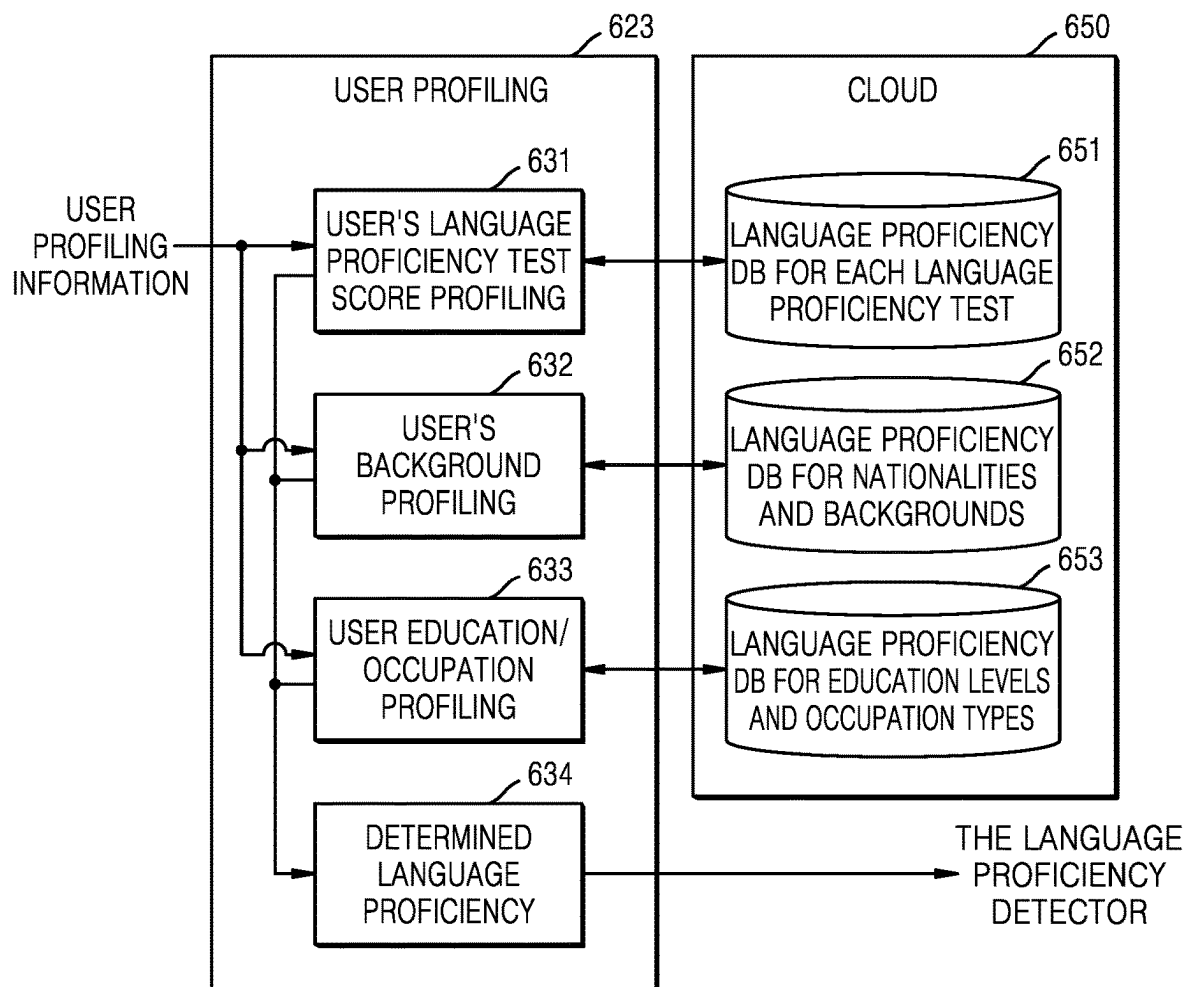 623
650
USER PROFILING
CLOUD
631
651
USER
PROFILING
INFORMATION
USER'S LANGUAGE
PROFICIENCY TEST
SCORE PROFILING
LANGUAGE PROFICIENCY
DB FOR EACH LANGUAGE
PROFICIENCY TEST
632
652
USER'S
BACKGROUND
PROFILING
LANGUAGE PROFICIENCY
DB FOR NATIONALITIES
AND BACKGROUNDS
633
653
USER EDUCATION/
OCCUPATION
PROFILING
LANGUAGE PROFICIENCY
DB FOR EDUCATION LEVELS
AND OCCUPATION TYPES
634
DETERMINED
LANGUAGE
PROFICIENCY
THE LANGUAGE
PROFICIENCY
DETECTOR